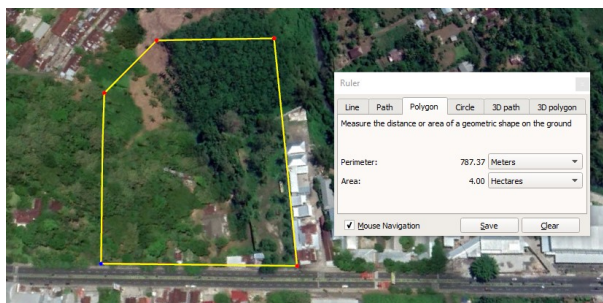 Ruler
Line Path Polygon Circle 3D path 3D polygon
Measure the distance or area of a geometric shape on the ground
Perimeter: 787.37 Meters
Area: 4.00 Hectares
Mouse Navigation Save Clear